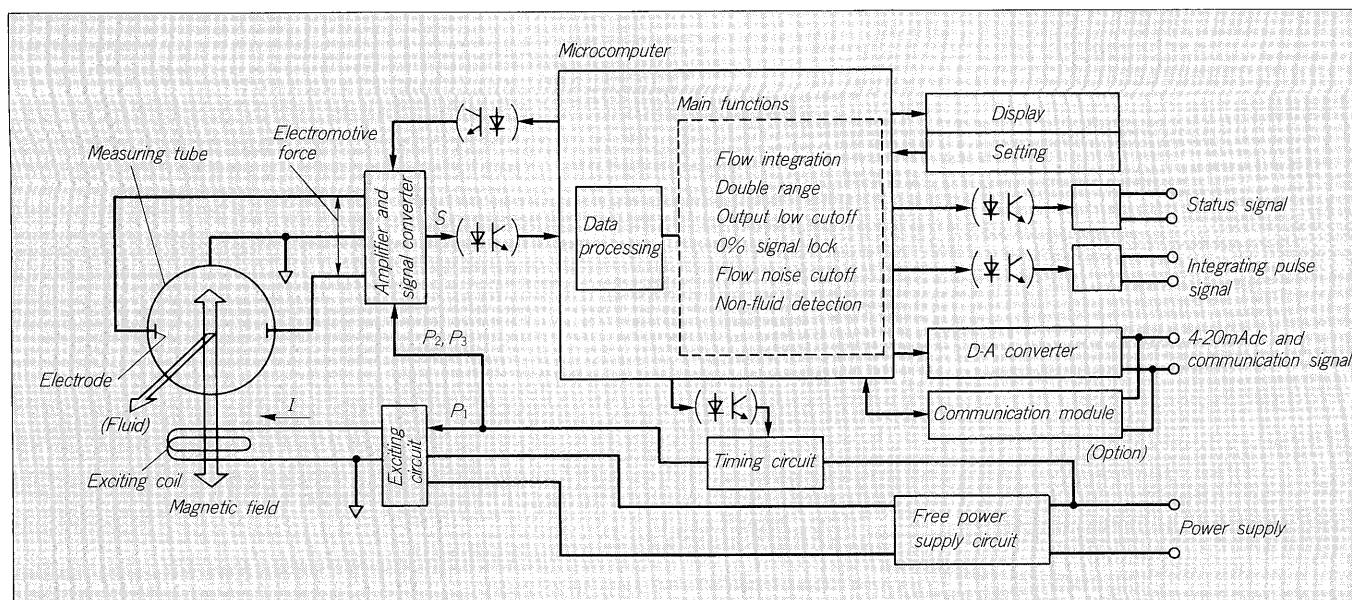 Microcomputer
Main functions
Flow integration
Double range
Output low cutoff
0% signal lock
Flow noise cutoff
Non-fluid detection
Data
processing
Electromotive
force
Measuring tube
Amplifier and
signal converter
S
P2, P3
P1
I
Electrode
(Fluid)
Exciting coil
Magnetic field
Exciting
circuit
Timing circuit
Free power
supply circuit
Display
Setting
Status signal
Integrating pulse
signal
D-A converter
4-20mAdc and
communication signal
Communication module
(Option)
Power supply